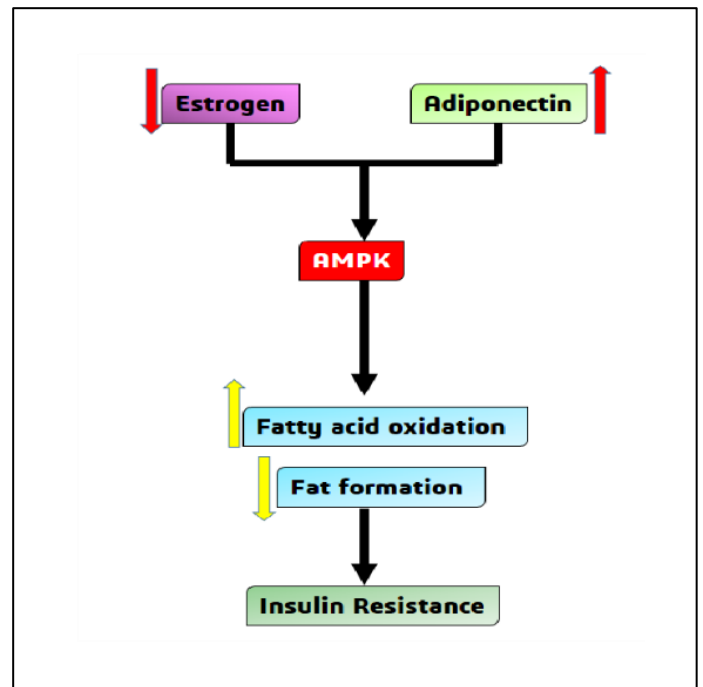 Estrogen
Adiponectin
AMPK
Fatty acid oxidation
Fat formation
Insulin Resistance